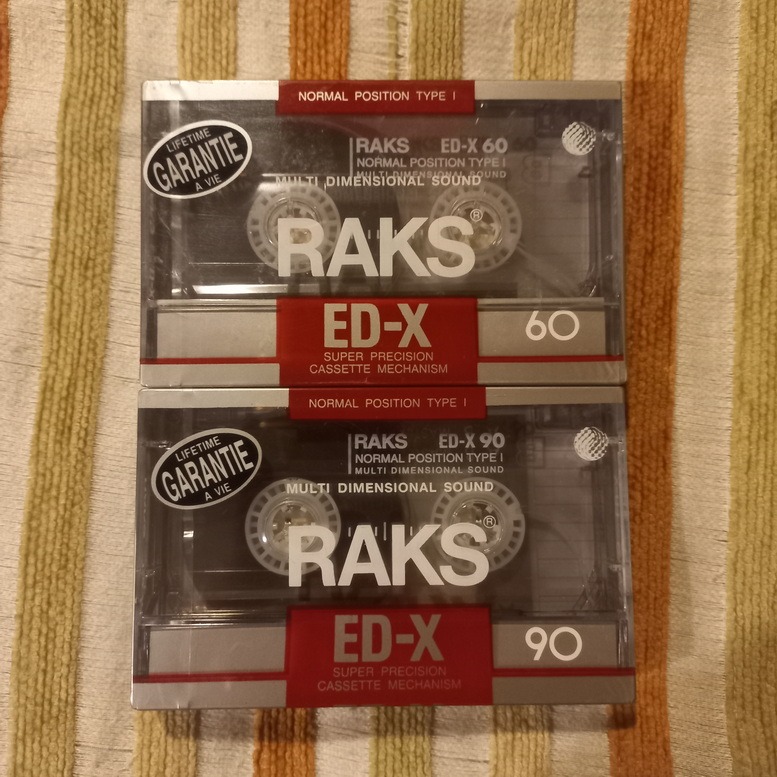 NORMAL POSITION TYPE I
LIFETIME
GARANTIE
A VIE
RAKS ED-X 60
NORMAL POSITION TYPE I
MULTI DIMENSIONAL SOUND
MULTI DIMENSIONAL SOUND
RAKS®
ED-X
60
SUPER PRECISION
CASSETTE MECHANISM
NORMAL POSITION TYPE I
LIFETIME
GARANTIE
A VIE
RAKS ED-X 90
NORMAL POSITION TYPE I
MULTI DIMENSIONAL SOUND
MULTI DIMENSIONAL SOUND
RAKS®
ED-X
90
SUPER PRECISION
CASSETTE MECHANISM